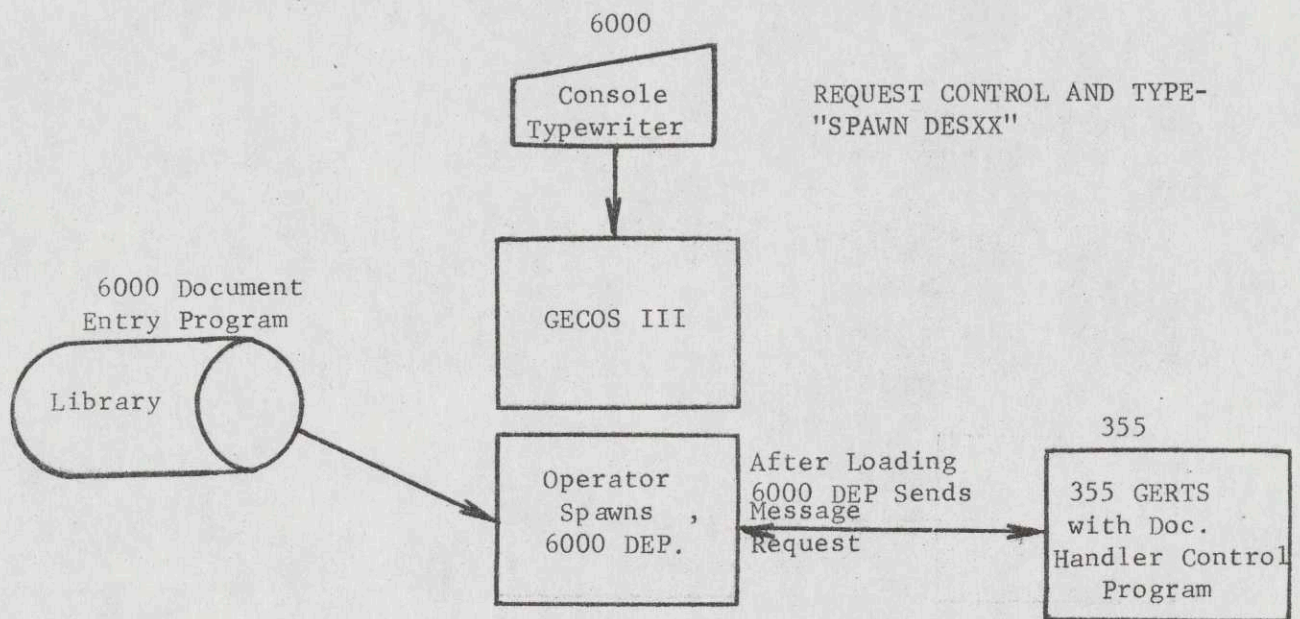 6000
Console
Typewriter
REQUEST CONTROL AND TYPE-
"SPAWN DESXX"
GECOS III
6000 Document
Entry Program
Library
Operator
Spawns ,
6000 DEP.
After Loading
6000 DEP Sends
Message
Request
355
355 GERTS
with Doc.
Handler Control
Program